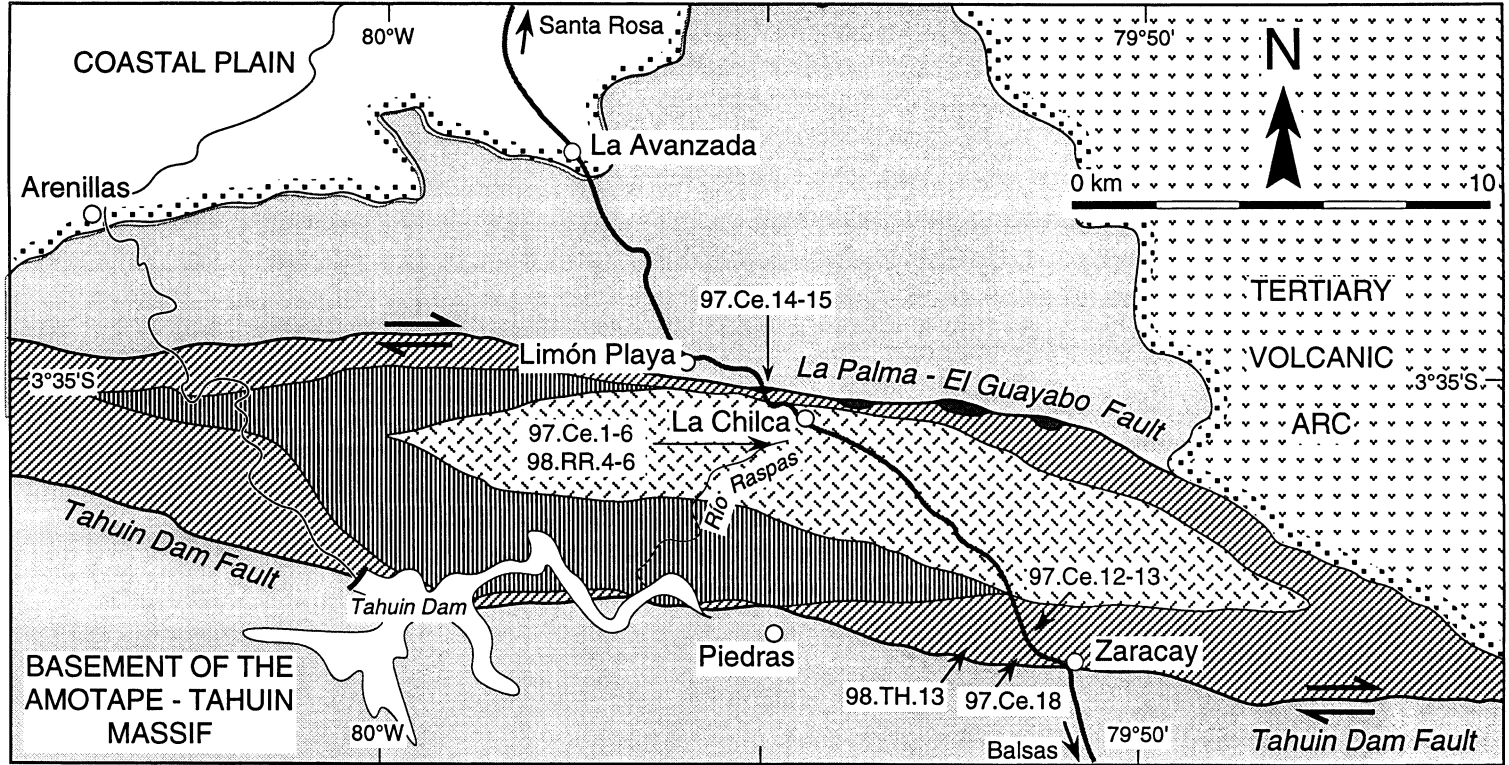 Santa Rosa
80°W
79°50'
COASTAL PLAIN
N
La Avanzada
Arenillas
0 km
10
97.Ce.14-15
TERTIARY
VOLCANIC
ARC
Limón Playa
3°35'S
La Palma - El Guayabo Fault
3°35'S
La Chilca
97.Ce.1-6
98.RR.4-6
Río Raspas
Tahuin Dam Fault
97.Ce.12-13
Tahuin Dam
Zaracay
Piedras
BASEMENT OF THE
AMOTAPE - TAHUIN
MASSIF
98.TH.13
97.Ce.18
80°W
Balsas
79°50'
Tahuin Dam Fault